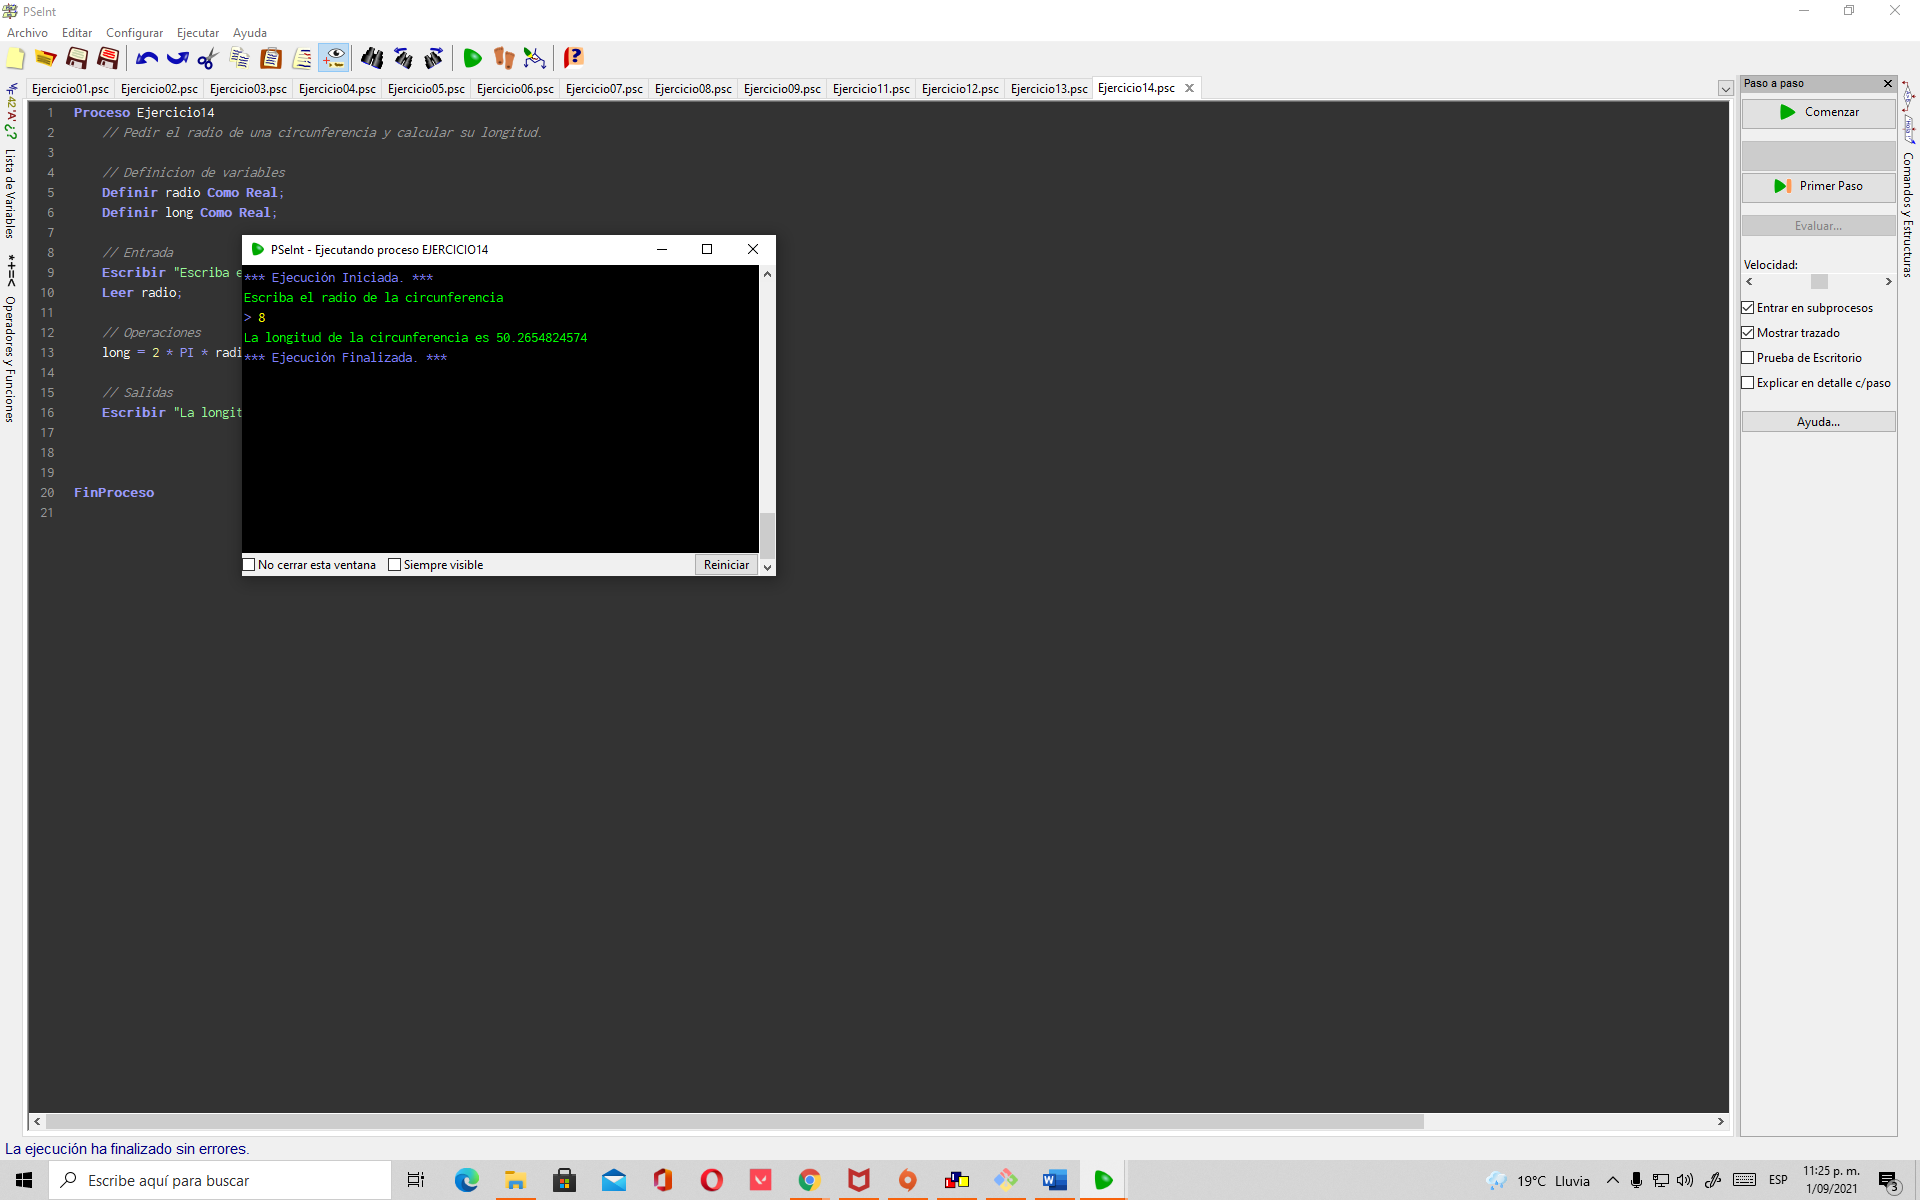 PSeInt
Archivo Editar Configurar Ejecutar Ayuda
Ejercicio01.psc Ejercicio02.psc Ejercicio03.psc Ejercicio04.psc Ejercicio05.psc Ejercicio06.psc Ejercicio07.psc Ejercicio08.psc Ejercicio09.psc Ejercicio11.psc Ejercicio12.psc Ejercicio13.psc Ejercicio14.psc
Lista de Variables
*+=< Operadores y Funciones
1 Proceso Ejercicio14
2 // Pedir el radio de una circunferencia y calcular su longitud.
3
4 // Definicion de variables
5 Definir radio Como Real;
6 Definir long Como Real;
7
8 // Entrada
9 Escribir "Escriba e
10 Leer radio;
11
12 // Operaciones
13 long = 2 * PI * radi
14
15 // Salidas
16 Escribir "La longit
17
18
19
20 FinProceso
21
PSeInt - Ejecutando proceso EJERCICIO14
*** Ejecución Iniciada. ***
Escriba el radio de la circunferencia
> 8
La longitud de la circunferencia es 50.2654824574
*** Ejecución Finalizada. ***
No cerrar esta ventana Siempre visible Reiniciar
Paso a paso
Comenzar
Primer Paso
Evaluar...
Velocidad:
Entrar en subprocesos
Mostrar trazado
Prueba de Escritorio
Explicar en detalle c/paso
Ayuda...
Comandos y Estructuras
La ejecución ha finalizado sin errores.
Escribe aquí para buscar
19°C Lluvia
ESP
11:25 p. m.
1/09/2021
3